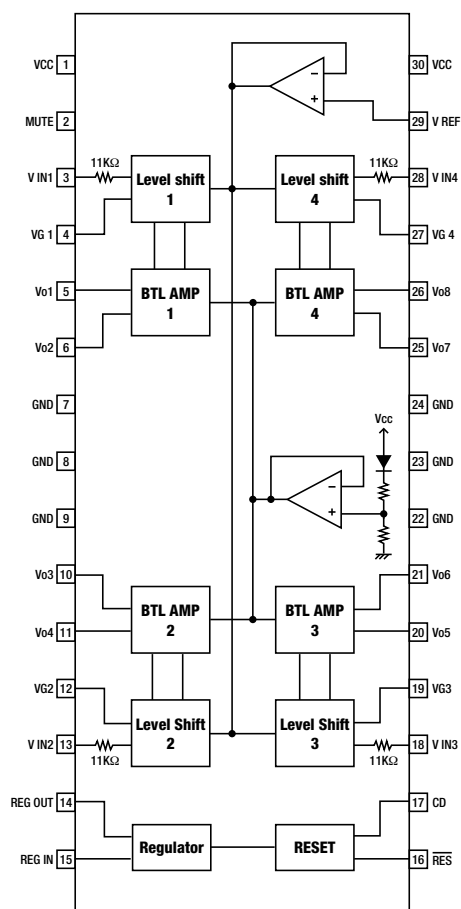 VCC 1
30 VCC
MUTE 2
29 V REF
11KΩ
11KΩ
V IN1 3
Level shift
1
Level shift
4
28 V IN4
VG 1 4
27 VG 4
Vo1 5
BTL AMP
1
BTL AMP
4
26 Vo8
Vo2 6
25 Vo7
GND 7
24 GND
Vcc
GND 8
23 GND
GND 9
22 GND
Vo3 10
21 Vo6
BTL AMP
2
BTL AMP
3
Vo4 11
20 Vo5
VG2 12
19 VG3
Level Shift
2
Level Shift
3
V IN2 13
18 V IN3
11KΩ
11KΩ
REG OUT 14
17 CD
Regulator
RESET
REG IN 15
16 RES